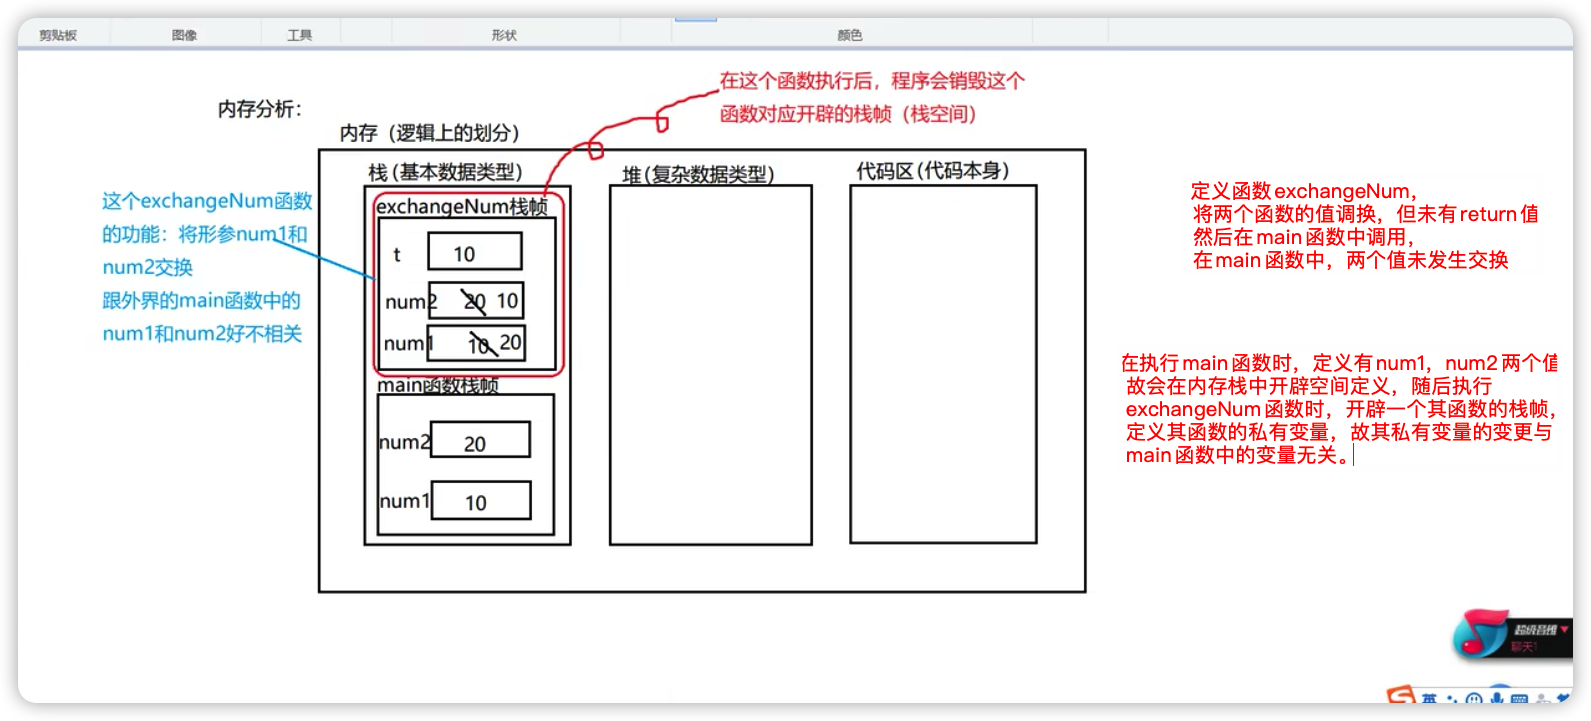 剪贴板
图像
工具
形状
颜色
在这个函数执行后，程序会销毁这个
函数对应开辟的栈帧（栈空间）
内存分析：
内存（逻辑上的划分）
栈(基本数据类型)
堆(复杂数据类型)
代码区(代码本身)
这个exchangeNum函数
的功能：将形参num1和
num2交换
跟外界的main函数中的
num1和num2好不相关
exchangeNum栈帧
t 10
num2 20 10
num1 10 20
main函数栈帧
num2 20
num1 10
定义函数exchangeNum，
将两个函数的值调换，但未有return值
然后在main函数中调用，
在main函数中，两个值未发生交换
在执行main函数时，定义有num1，num2两个值
故会在内存栈中开辟空间定义，随后执行
exchangeNum函数时，开辟一个其函数的栈帧，
定义其函数的私有变量，故其私有变量的变更与
main函数中的变量无关。
聊天!
英